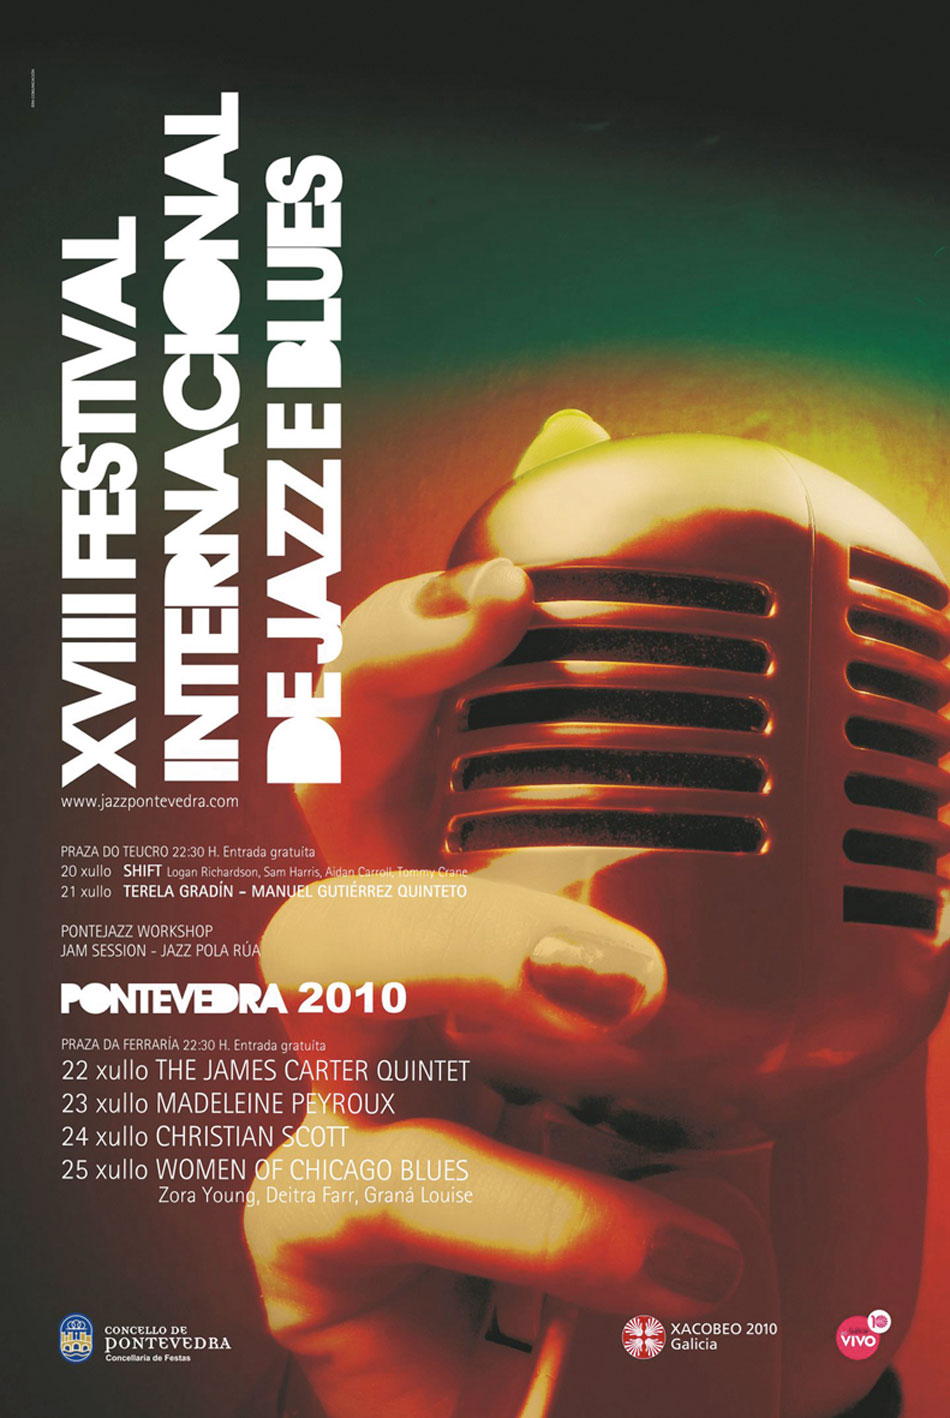 XVIII FESTIVAL
INTERNACIONAL
DE JAZZ E BLUES
www.jazzpontevedra.com
PRAZA DO TEUCRO 22:30 H. Entrada gratuíta
20 xullo SHIFT Logan Richardson, Sam Harris, Aidan Carroll, Tommy Crane
21 xullo TERELA GRADÍN - MANUEL GUTIÉRREZ QUINTETO
PONTEJAZZ WORKSHOP
JAM SESSION - JAZZ POLA RÚA
PONTEVEDRA 2010
PRAZA DA FERRARÍA 22:30 H. Entrada gratuíta
22 xullo THE JAMES CARTER QUINTET
23 xullo MADELEINE PEYROUX
24 xullo CHRISTIAN SCOTT
25 xullo WOMEN OF CHICAGO BLUES
Zora Young, Deitra Farr, Graná Louise
CONCELLO DE
PONTEVEDRA
Concellaría de Festas
XACOBEO 2010
Galicia
VIVO
10